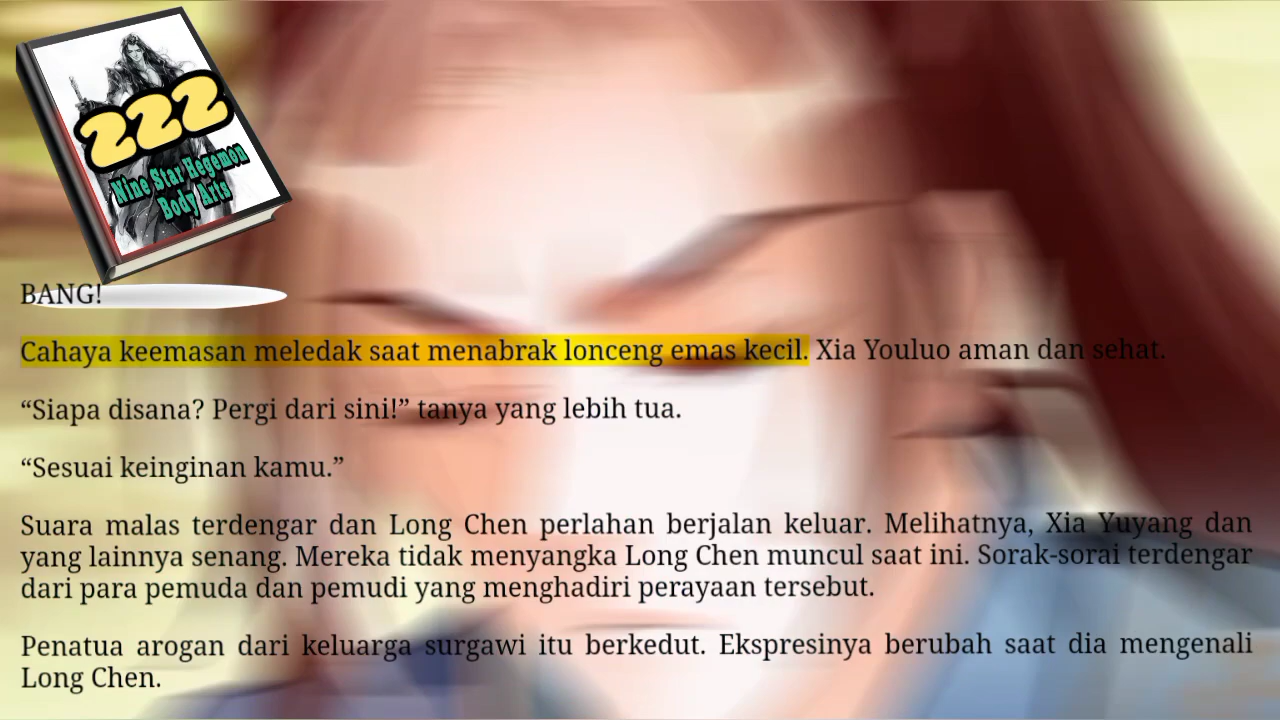 222
Nine Star Hegemon
Body Arts
BANG!
Cahaya keemasan meledak saat menabrak lonceng emas kecil. Xia Youluo aman dan sehat.
“Siapa disana? Pergi dari sini!” tanya yang lebih tua.
“Sesuai keinginan kamu.”
Suara malas terdengar dan Long Chen perlahan berjalan keluar. Melihatnya, Xia Yuyang dan
yang lainnya senang. Mereka tidak menyangka Long Chen muncul saat ini. Sorak-sorai terdengar
dari para pemuda dan pemudi yang menghadiri perayaan tersebut.
Penatua arogan dari keluarga surgawi itu berkedut. Ekspresinya berubah saat dia mengenali
Long Chen.